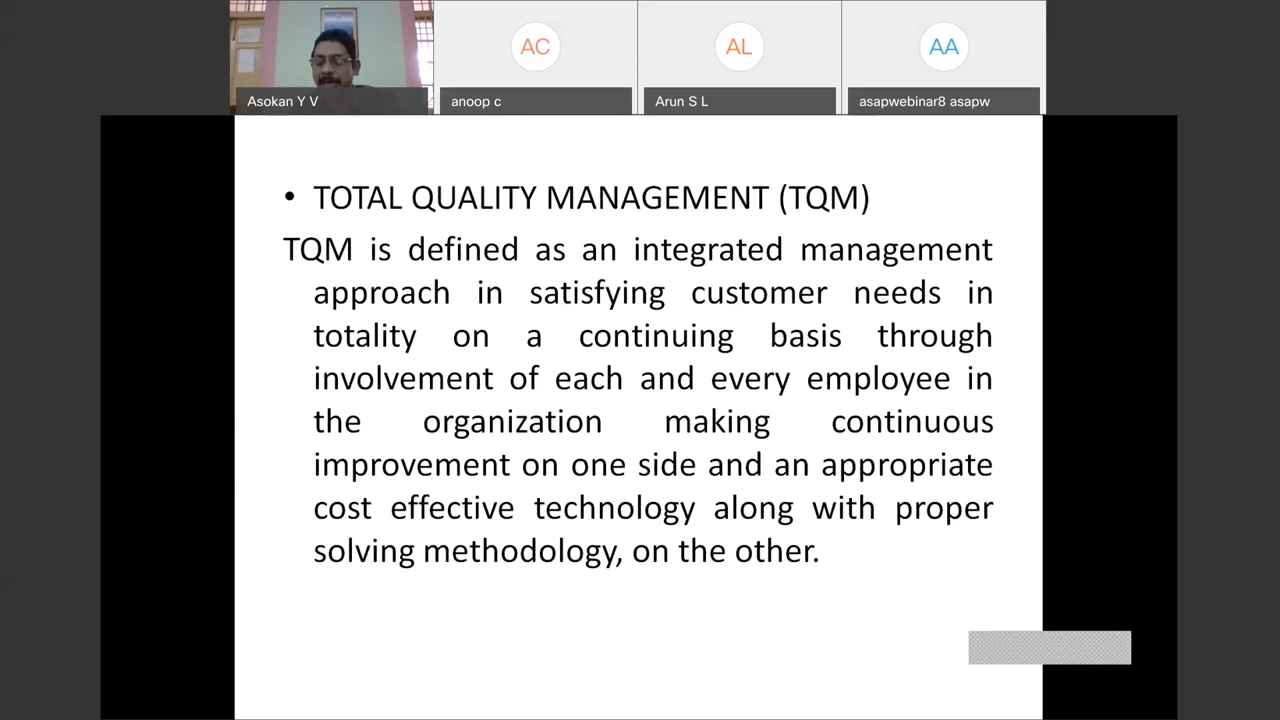 AC
AL
AA
Asokan Y V
anoop c
Arun S L
asapwebinar8 asapw
• TOTAL QUALITY MANAGEMENT (TQM)
TQM is defined as an integrated management
approach in satisfying customer needs in
totality on a continuing basis through
involvement of each and every employee in
the organization making continuous
improvement on one side and an appropriate
cost effective technology along with proper
solving methodology, on the other.